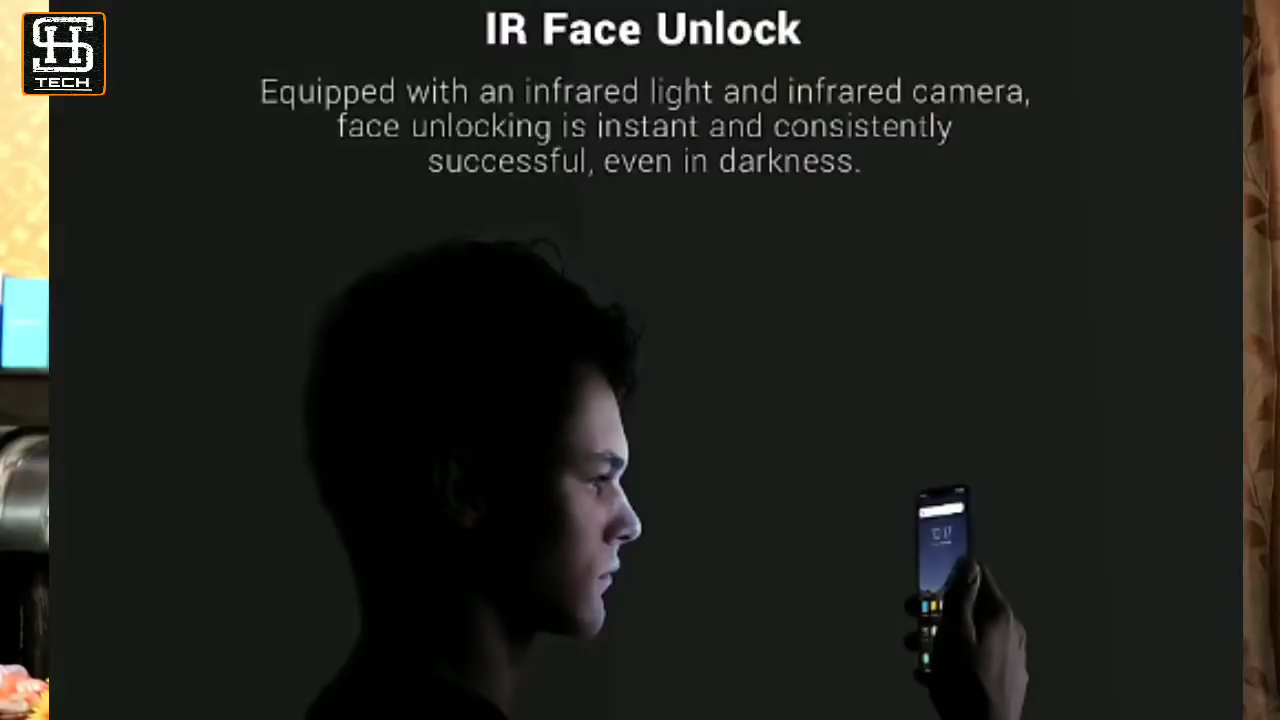 SH
TECH
IR Face Unlock
Equipped with an infrared light and infrared camera,
face unlocking is instant and consistently
successful, even in darkness.